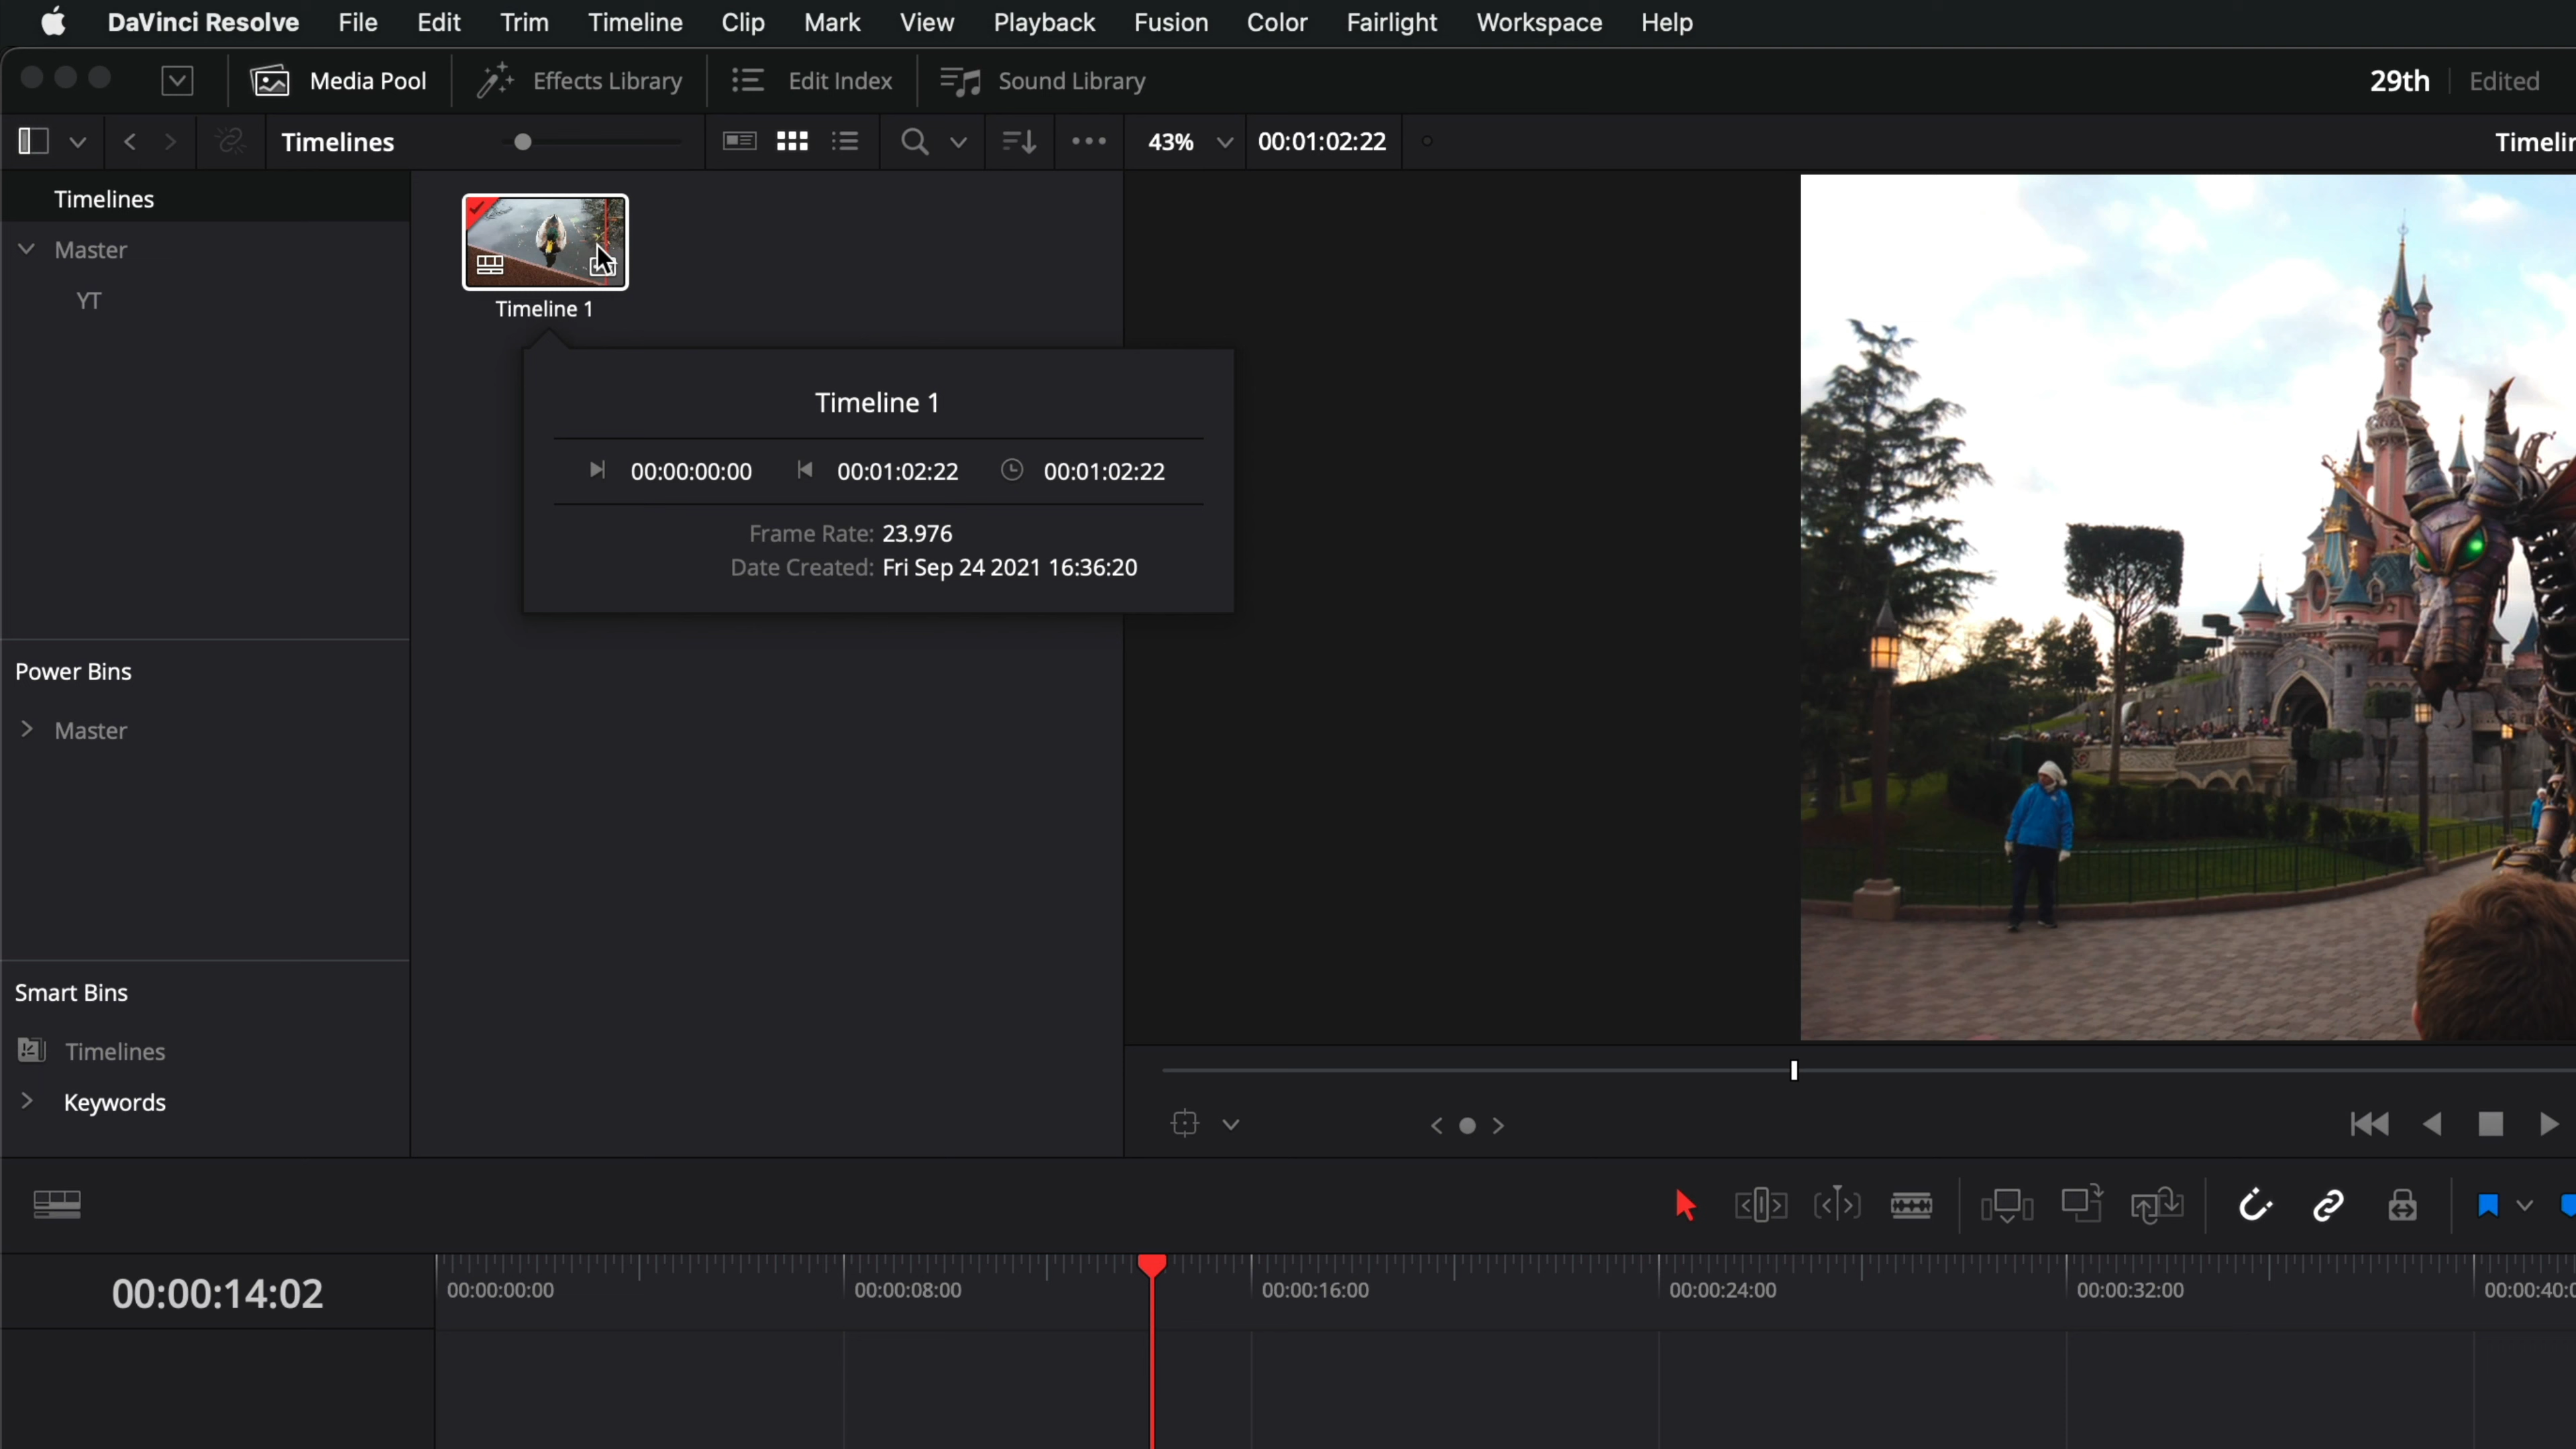 DaVinci Resolve File Edit Trim Timeline Clip Mark View Playback Fusion Color Fairlight Workspace Help
Media Pool Effects Library Edit Index Sound Library 29th Edited
Timelines 43% 00:01:02:22
Timelines
Master
YT
Timeline 1
Timeline 1
00:00:00:00 00:01:02:22 00:01:02:22
Frame Rate: 23.976
Date Created: Fri Sep 24 2021 16:36:20
Power Bins
Master
Smart Bins
Timelines
Keywords
00:00:14:02
00:00:00:00 00:00:08:00 00:00:16:00 00:00:24:00 00:00:32:00